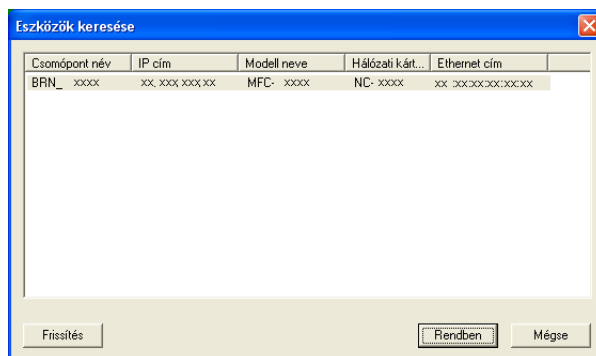 Eszközök keresése
Csomópont név IP cím Modell neve Hálózati kárt... Ethernet cím
BRN_ xxxx xx, xxx, xxx, xx MFC- xxxx NC- xxxx xx :xx:xx:xx:xx:xx
Frissítés Rendben Mégse